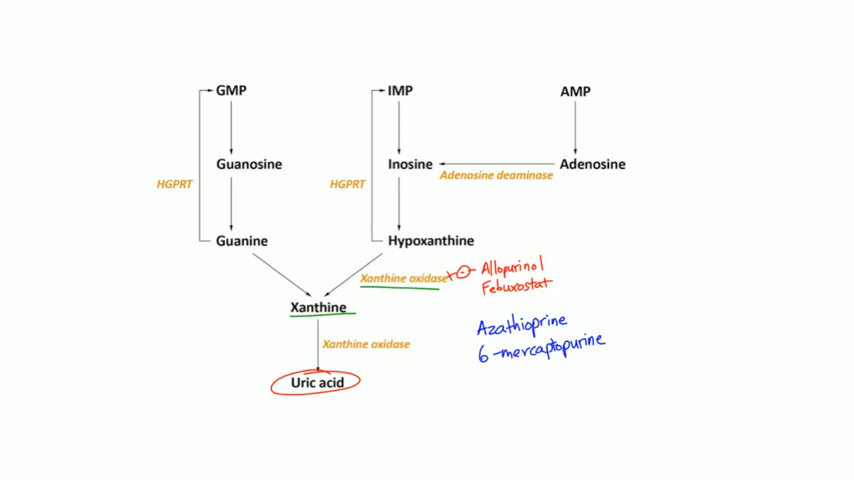 GMP
IMP
AMP
Guanosine
Inosine
Adenosine
Adenosine deaminase
HGPRT
HGPRT
Guanine
Hypoxanthine
Xanthine oxidase
Allopurinol
Febuxostat
Xanthine
Azathioprine
6-mercaptopurine
Xanthine oxidase
Uric acid